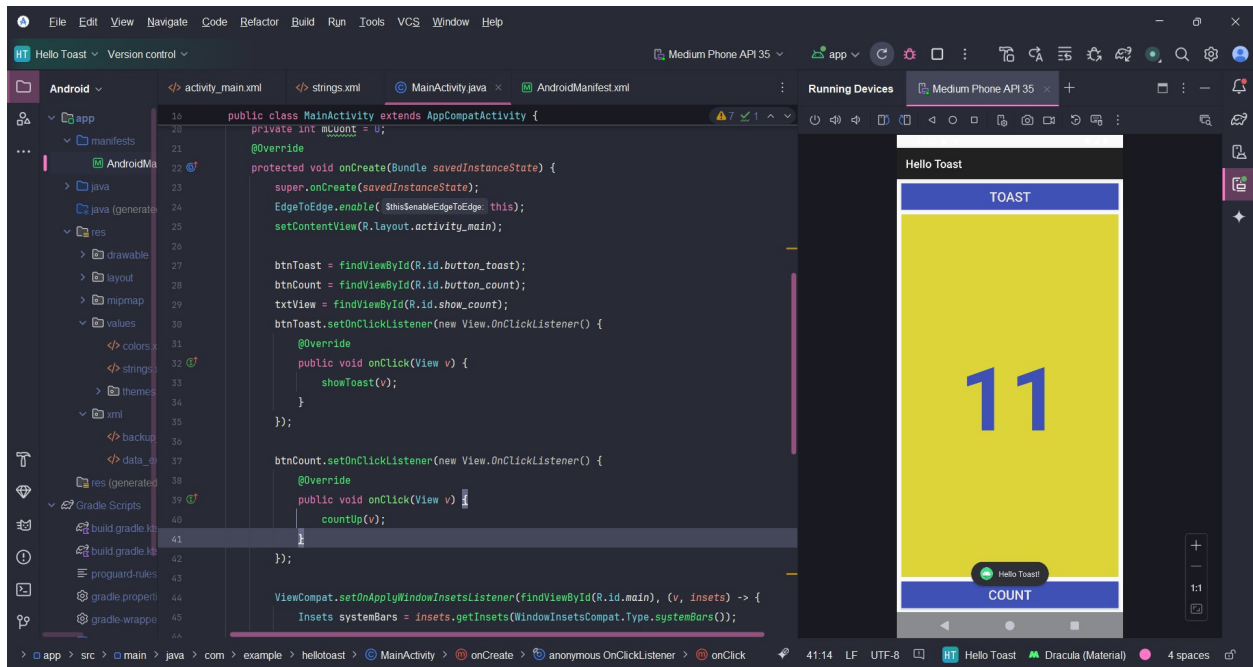 File Edit View Navigate Code Refactor Build Run Tools VCS Window Help
HT Hello Toast Version control Medium Phone API 35 app
Android activity_main.xml strings.xml MainActivity.java AndroidManifest.xml Running Devices Medium Phone API 35
app
manifests
AndroidMa
java
java (generate
res
drawable
layout
mipmap
values
colors.x
strings.
themes
xml
backup_
data_e
res (generated
Gradle Scripts
build.gradle.kt
build.gradle.kt
proguard-rules
gradle.properti
gradle-wrappe
16 public class MainActivity extends AppCompatActivity { 7 1
20 private int mCount = 0;
21 @Override
22 protected void onCreate(Bundle savedInstanceState) {
23 super.onCreate(savedInstanceState);
24 EdgeToEdge.enable( $this$enableEdgeToEdge: this);
25 setContentView(R.layout.activity_main);
26
27 btnToast = findViewById(R.id.button_toast);
28 btnCount = findViewById(R.id.button_count);
29 txtView = findViewById(R.id.show_count);
30 btnToast.setOnClickListener(new View.OnClickListener() {
31 @Override
32 public void onClick(View v) {
33 showToast(v);
34 }
35 });
36
37 btnCount.setOnClickListener(new View.OnClickListener() {
38 @Override
39 public void onClick(View v) {
40 countUp(v);
41 }
42 });
43
44 ViewCompat.setOnApplyWindowInsetsListener(findViewById(R.id.main), (v, insets) -> {
45 Insets systemBars = insets.getInsets(WindowInsetsCompat.Type.systemBars());
Hello Toast
TOAST
11
Hello Toast!
COUNT
1:1
app > src > main > java > com > example > hellotoast > MainActivity > onCreate > anonymous OnClickListener > onClick 41:14 LF UTF-8 HT Hello Toast Dracula (Material) 4 spaces